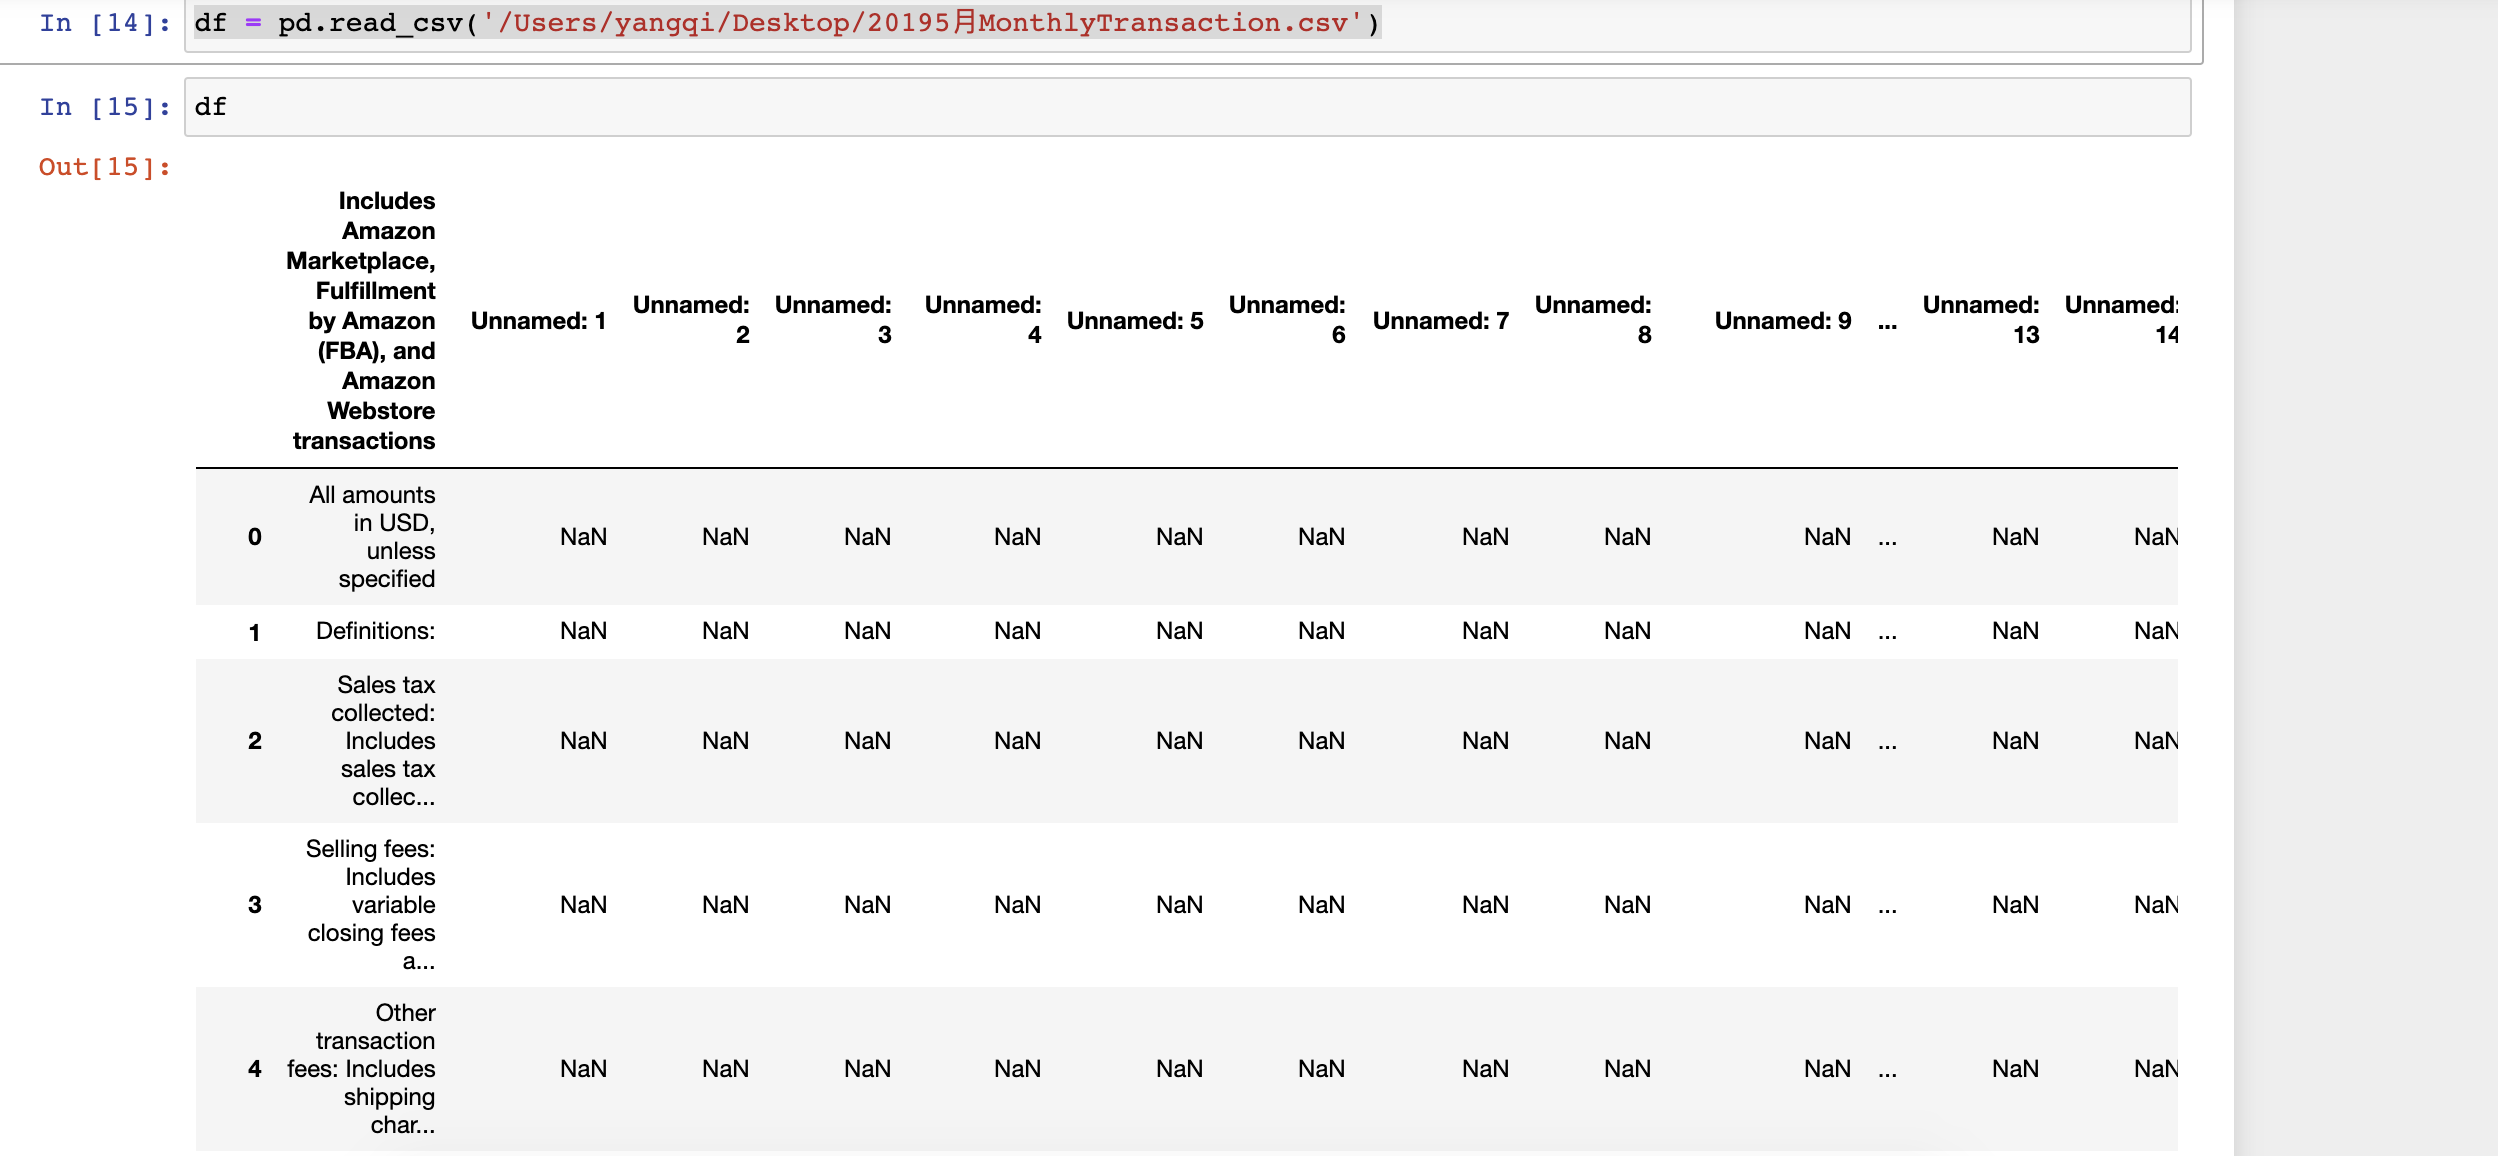 In [14]: df = pd.read_csv('/Users/yangqi/Desktop/20195月MonthlyTransaction.csv')
In [15]: df
Out[15]:
Includes Amazon Marketplace, Fulfillment by Amazon (FBA), and Amazon Webstore transactions Unnamed: 1 Unnamed: 2 Unnamed: 3 Unnamed: 4 Unnamed: 5 Unnamed: 6 Unnamed: 7 Unnamed: 8 Unnamed: 9 ... Unnamed: 13 Unnamed: 14
0 All amounts in USD, unless specified NaN NaN NaN NaN NaN NaN NaN NaN NaN ... NaN NaN
1 Definitions: NaN NaN NaN NaN NaN NaN NaN NaN NaN ... NaN NaN
2 Sales tax collected: Includes sales tax collec... NaN NaN NaN NaN NaN NaN NaN NaN NaN ... NaN NaN
3 Selling fees: Includes variable closing fees a... NaN NaN NaN NaN NaN NaN NaN NaN NaN ... NaN NaN
4 Other transaction fees: Includes shipping char... NaN NaN NaN NaN NaN NaN NaN NaN NaN ... NaN NaN